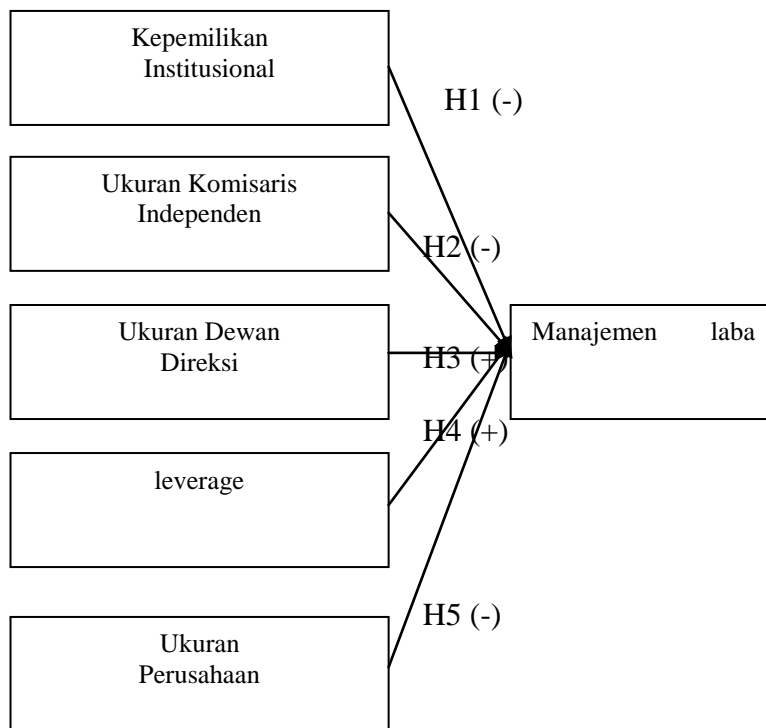 Kepemilikan
Institusional
H1 (-)
Ukuran Komisaris
Independen
H2 (-)
Ukuran Dewan
Direksi
H3 (+)
Manajemen laba
H4 (+)
leverage
H5 (-)
Ukuran
Perusahaan